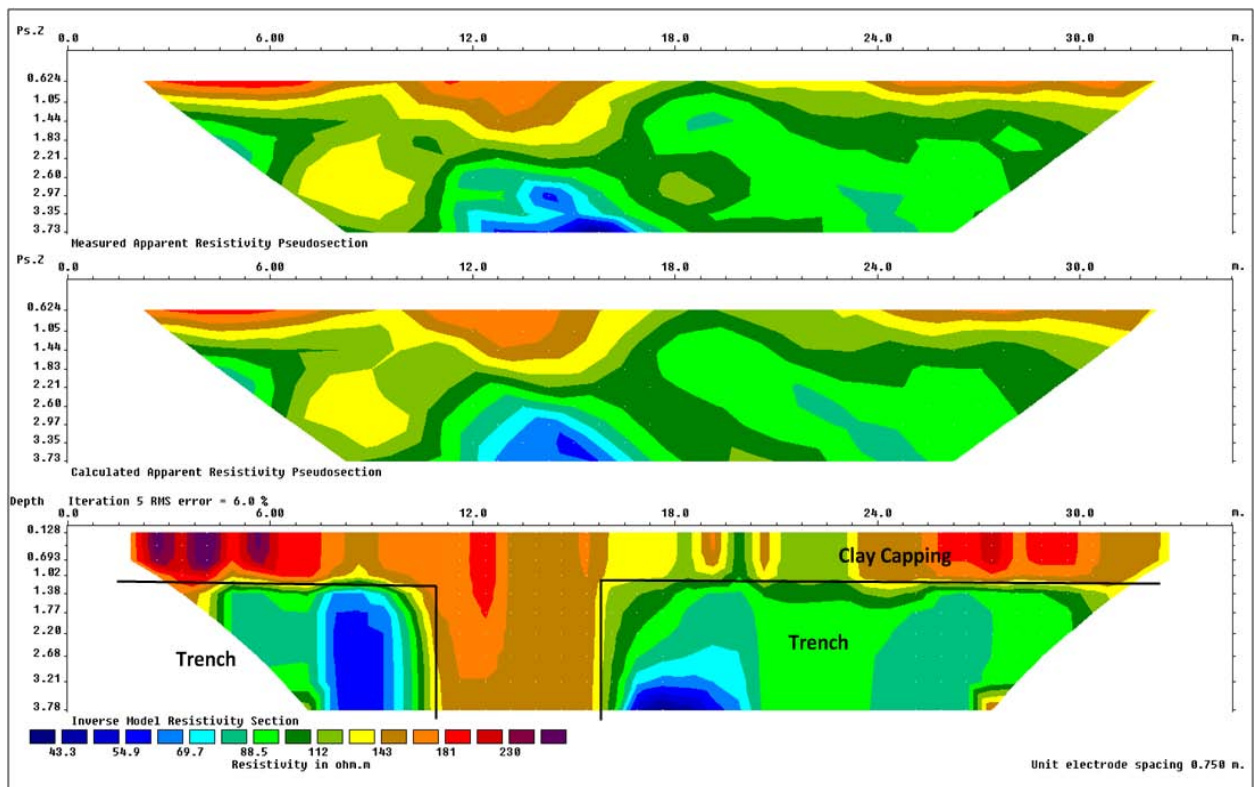 Ps.Z 0.0 6.00 12.0 18.0 24.0 30.0 m.
0.624
1.05
1.44
1.83
2.21
2.60
2.97
3.35
3.73
Measured Apparent Resistivity Pseudosection
Ps.Z 0.0 6.00 12.0 18.0 24.0 30.0 m.
0.624
1.05
1.44
1.83
2.21
2.60
2.97
3.35
3.73
Calculated Apparent Resistivity Pseudosection
Depth Iteration 5 RMS error = 6.0 %
0.0 6.00 12.0 18.0 24.0 30.0 m.
0.128
0.693
Clay Capping
1.02
1.38
1.77
2.20
Trench
Trench
2.68
3.21
3.78
Inverse Model Resistivity Section
43.3 54.9 69.7 88.5 112 143 181 230
Resistivity in ohm.m
Unit electrode spacing 0.750 m.